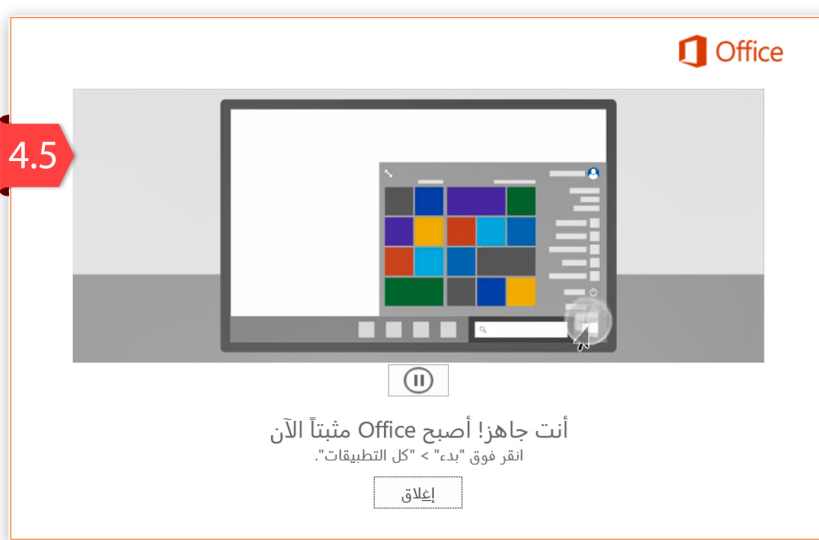 Office
4.5
أنت جاهز! أصبح Office مثبتاً الآن
انقر فوق "بدء" > "كل التطبيقات".
إغلاق